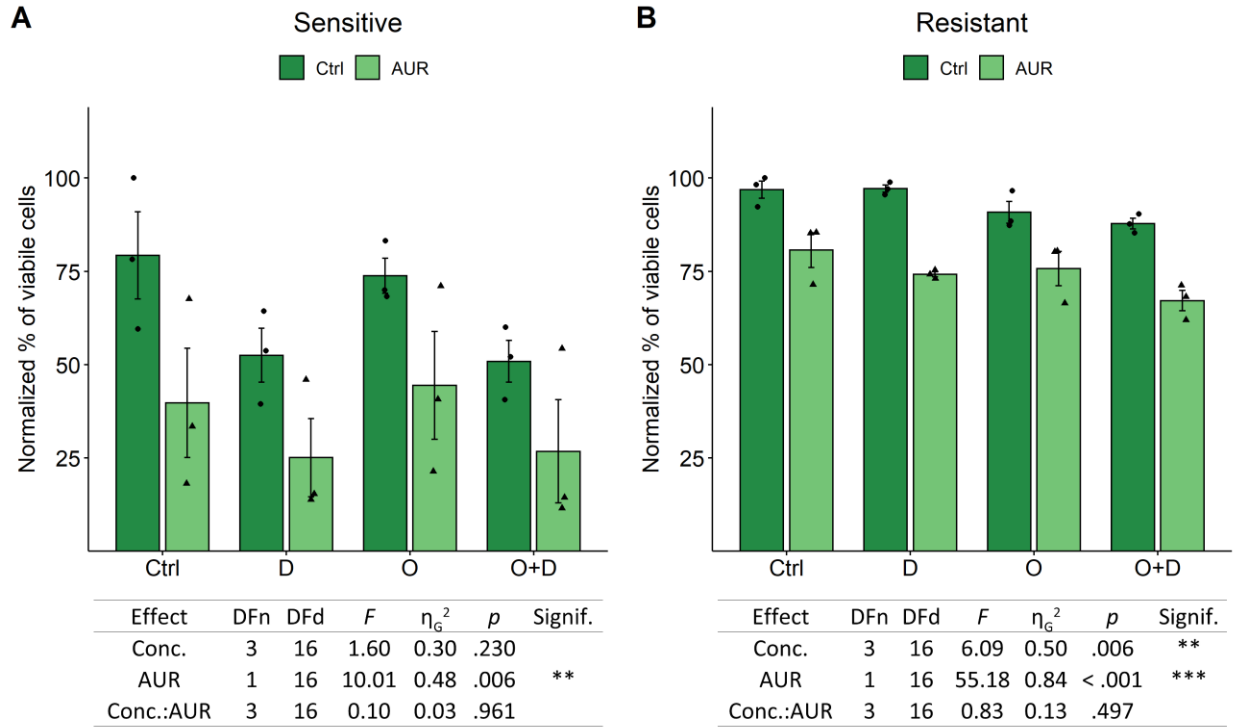 A
Sensitive
Ctrl AUR
Normalized % of viabile cells
100
75
50
25
Ctrl D O O+D
Effect DFn DFd F ηG² p Signif.
Conc. 3 16 1.60 0.30 .230
AUR 1 16 10.01 0.48 .006 **
Conc.:AUR 3 16 0.10 0.03 .961
B
Resistant
Ctrl AUR
Normalized % of viabile cells
100
75
50
25
Ctrl D O O+D
Effect DFn DFd F ηG² p Signif.
Conc. 3 16 6.09 0.50 .006 **
AUR 1 16 55.18 0.84 < .001 ***
Conc.:AUR 3 16 0.83 0.13 .497